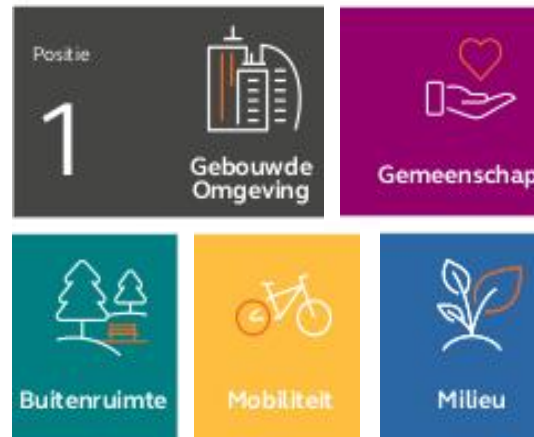 Positie
1
Gebouwde
Omgeving
Gemeenschap
Buitenruimte
Mobiliteit
Milieu